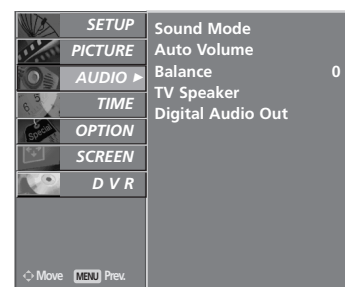 SETUP
PICTURE
AUDIO ►
TIME
OPTION
SCREEN
D V R
Sound Mode
Auto Volume
Balance 0
TV Speaker
Digital Audio Out
Move MENU Prev.